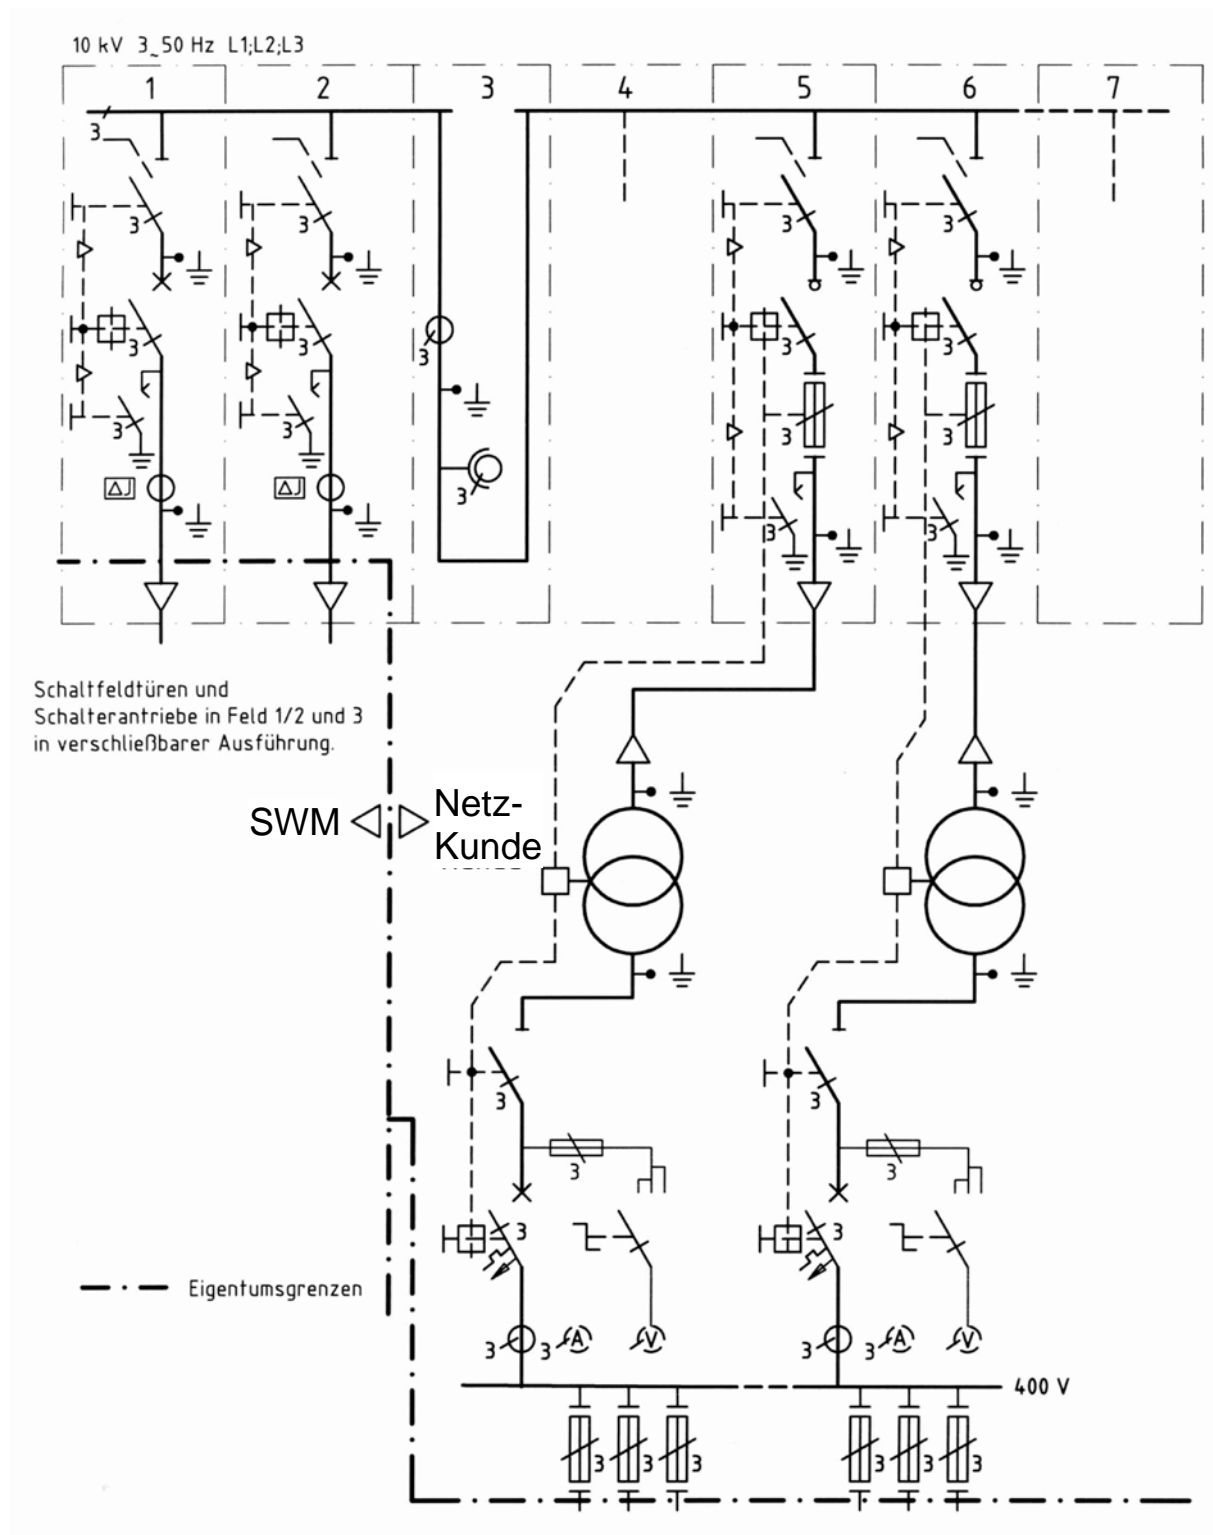 10 kV 3~50 Hz L1;L2;L3
1 2 3 4 5 6 7
3
3 3 3 3
3 3 3 3 3
3 3 3 3
3
3 3
ΔJ ΔJ
Schaltfeldtüren und
Schalterantriebe in Feld 1/2 und 3
in verschließbarer Ausführung.
SWM
Netz-
Kunde
3 3
3 3
3 3
Eigentumsgrenzen
3 3 A V 3 3 A V
400 V
3 3 3 3 3 3